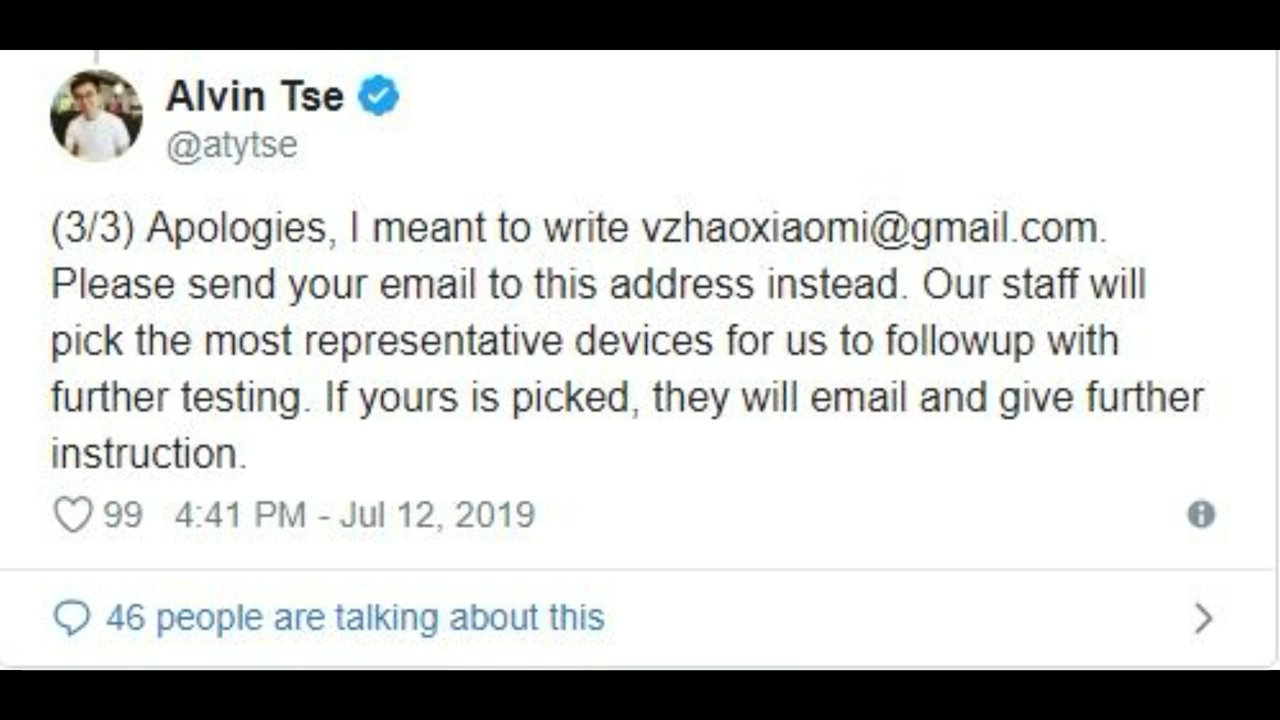 Alvin Tse
@atytse
(3/3) Apologies, I meant to write vzhaoxiaomi@gmail.com.
Please send your email to this address instead. Our staff will
pick the most representative devices for us to followup with
further testing. If yours is picked, they will email and give further
instruction.
99 4:41 PM - Jul 12, 2019
46 people are talking about this